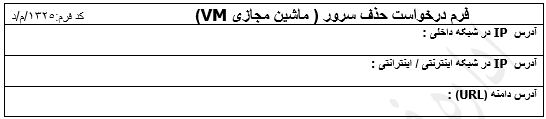 فرم درخواست حذف سرور ( ماشین مجازی VM) کد فرم:۱۳۲۵/م/د
آدرس IP در شبکه داخلی :
آدرس IP در شبکه اینترنتی / اینترانتی :
آدرس دامنه (URL) :